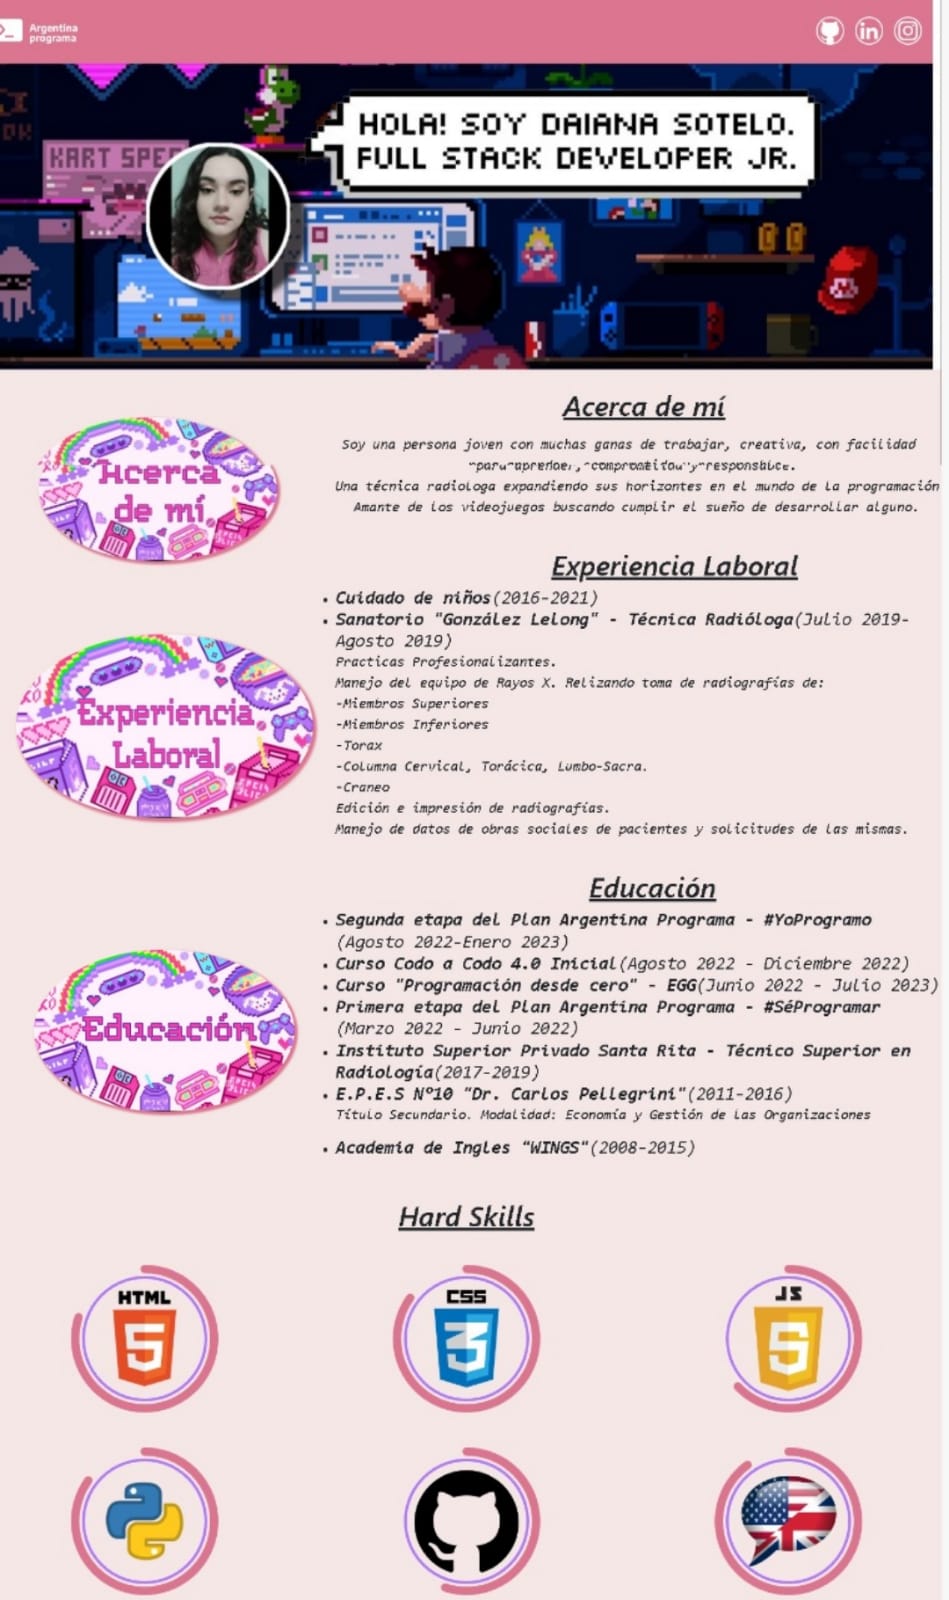 Argentina
programa
HOLA! SOY DAIANA SOTELO.
FULL STACK DEVELOPER JR.
KART SPEE
Acerca de mí
Soy una persona joven con muchas ganas de trabajar, creativa, con facilidad
para aprender, comprometida y responsable.
Una técnica radiologa expandiendo sus horizontes en el mundo de la programación
Amante de los videojuegos buscando cumplir el sueño de desarrollar alguno.
Acerca
de mí
Experiencia Laboral
• Cuidado de niños(2016-2021)
• Sanatorio "González Lelong" - Técnica Radióloga(Julio 2019-
Agosto 2019)
Practicas Profesionalizantes.
Manejo del equipo de Rayos X. Relizando toma de radiografías de:
-Miembros Superiores
-Miembros Inferiores
-Torax
-Columna Cervical, Torácica, Lumbo-Sacra.
-Craneo
Edición e impresión de radiografías.
Manejo de datos de obras sociales de pacientes y solicitudes de las mismas.
Experiencia
Laboral
Educación
• Segunda etapa del Plan Argentina Programa - #YoProgramo
(Agosto 2022-Enero 2023)
• Curso Codo a Codo 4.0 Inicial(Agosto 2022 - Diciembre 2022)
• Curso "Programación desde cero" - EGG(Junio 2022 - Julio 2023)
• Primera etapa del Plan Argentina Programa - #SéProgramar
(Marzo 2022 - Junio 2022)
• Instituto Superior Privado Santa Rita - Técnico Superior en
Radiología(2017-2019)
• E.P.E.S Nº10 "Dr. Carlos Pellegrini"(2011-2016)
Título Secundario. Modalidad: Economía y Gestión de las Organizaciones
• Academia de Ingles "WINGS"(2008-2015)
Educación
Hard Skills
HTML
5
CSS
3
JS
5